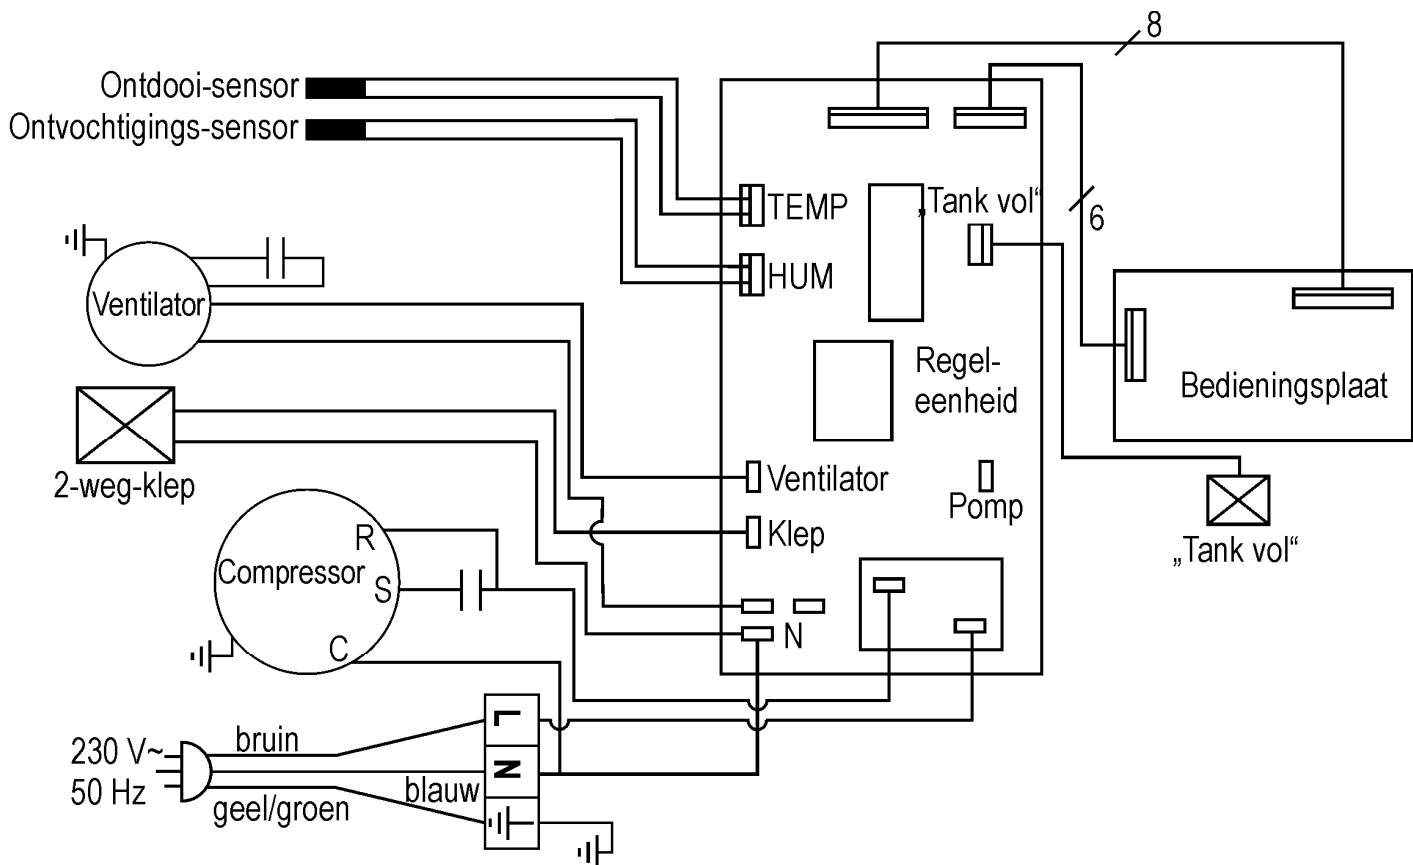 8
Ontdooi-sensor
Ontvochtigings-sensor
TEMP
„Tank vol“
6
HUM
Ventilator
Regel-
eenheid
Bedieningsplaat
2-weg-klep
Ventilator
Pomp
Klep
„Tank vol“
R
Compressor
S
C
N
L
230 V~
bruin
N
50 Hz
blauw
geel/groen